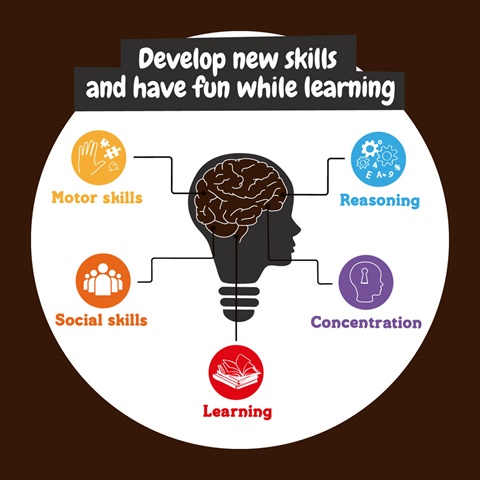 Develop new skills
and have fun while learning
Motor skills
Reasoning
Social skills
Concentration
Learning